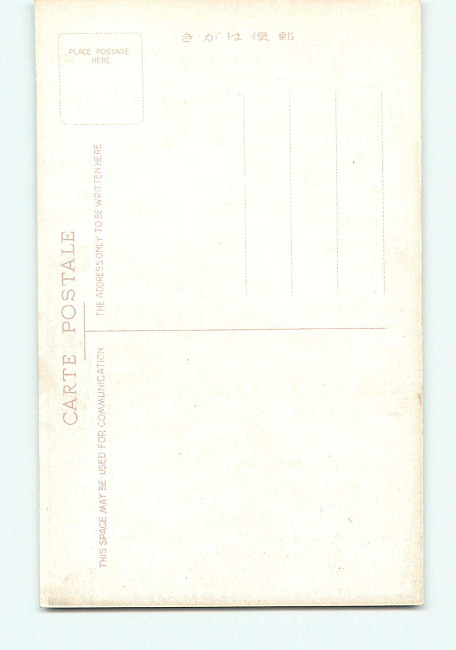 PLACE POSTAGE
HERE
郵便はがき
CARTE POSTALE
THE ADDRESS ONLY TO BE WRITTEN HERE
THIS SPACE MAY BE USED FOR COMMUNICATION